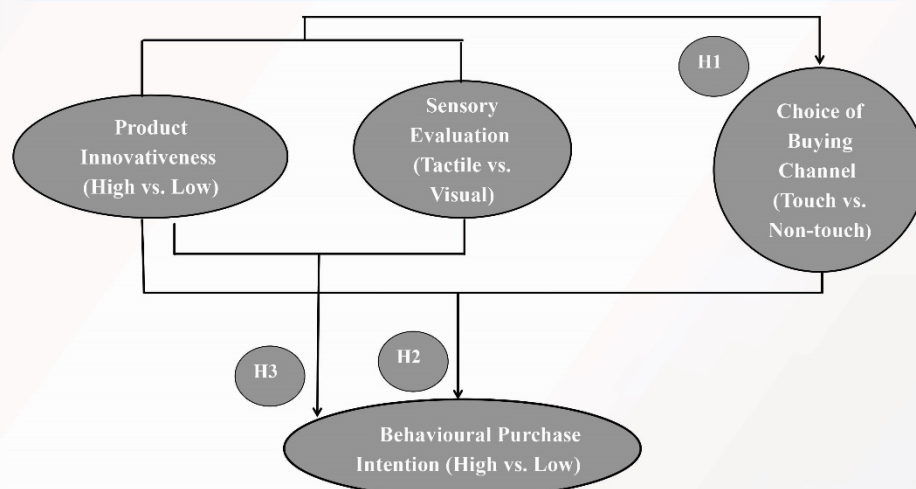 H1
Product
Innovativeness
(High vs. Low)
Sensory
Evaluation
(Tactile vs.
Visual)
Choice of
Buying
Channel
(Touch vs.
Non-touch)
H3
H2
Behavioural Purchase
Intention (High vs. Low)